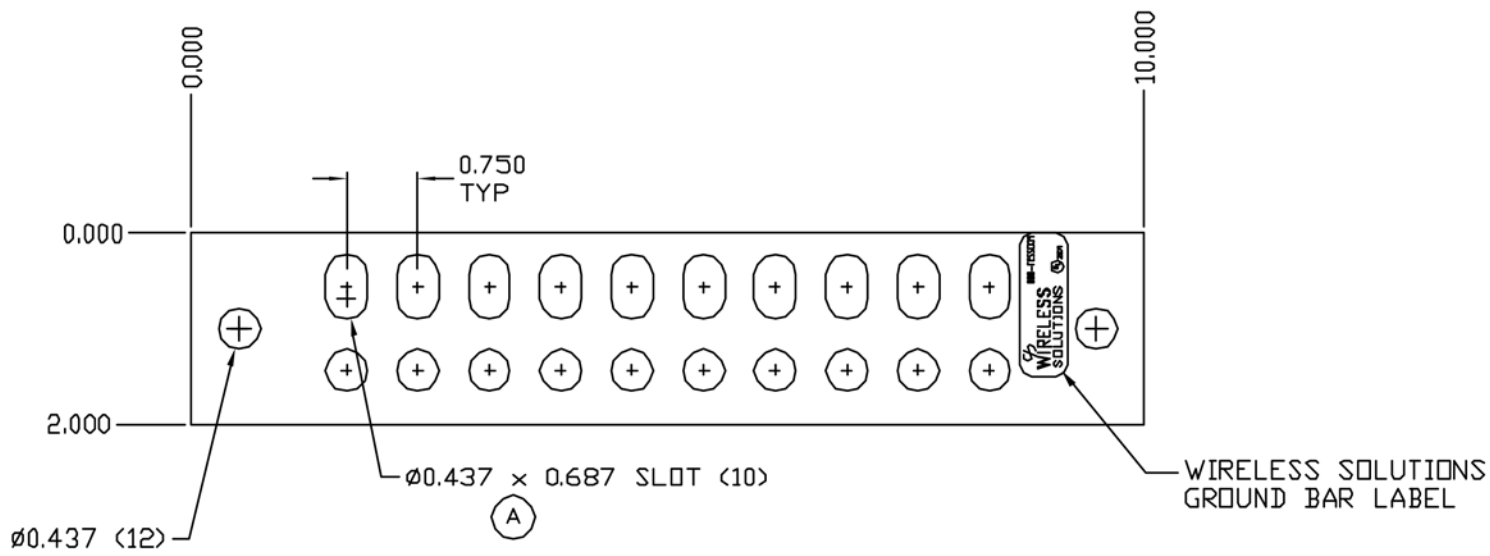 0.000
10.000
0.750
TYP
0.000
2.000
WIRELESS
SOLUTIONS
Ø0.437 × 0.687 SLOT (10)
A
Ø0.437 (12)
WIRELESS SOLUTIONS
GROUND BAR LABEL